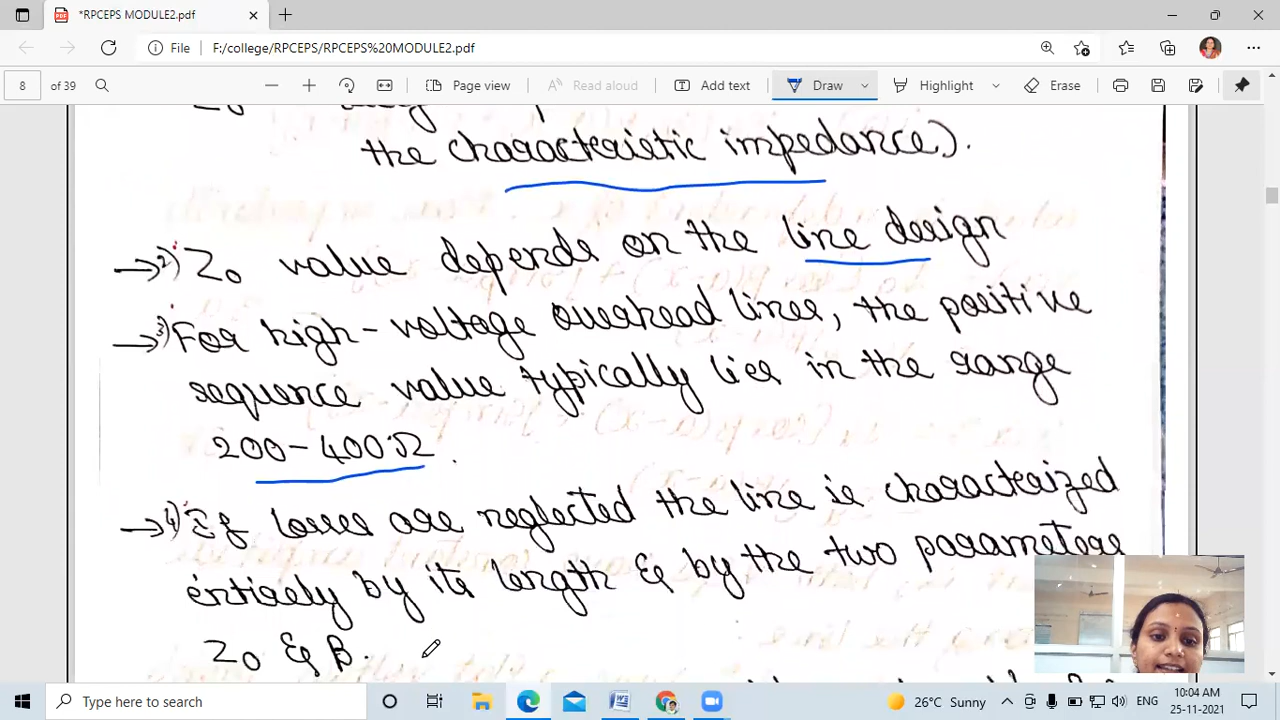 *RPCEPS MODULE2.pdf
File F:/college/RPCEPS/RPCEPS%20MODULE2.pdf
8 of 39 Page view Read aloud Add text Draw Highlight Erase
the characteristic impedance).
→2) Z0 value depends on the line design
→3) For high-voltage overhead lines, the positive
sequence value typically lies in the range
200-400Ω.
→4) If losses are neglected the line is characterized
entirely by its length & by the two parameters
Z0 & β.
Type here to search 26°C Sunny ENG 10:04 AM
25-11-2021